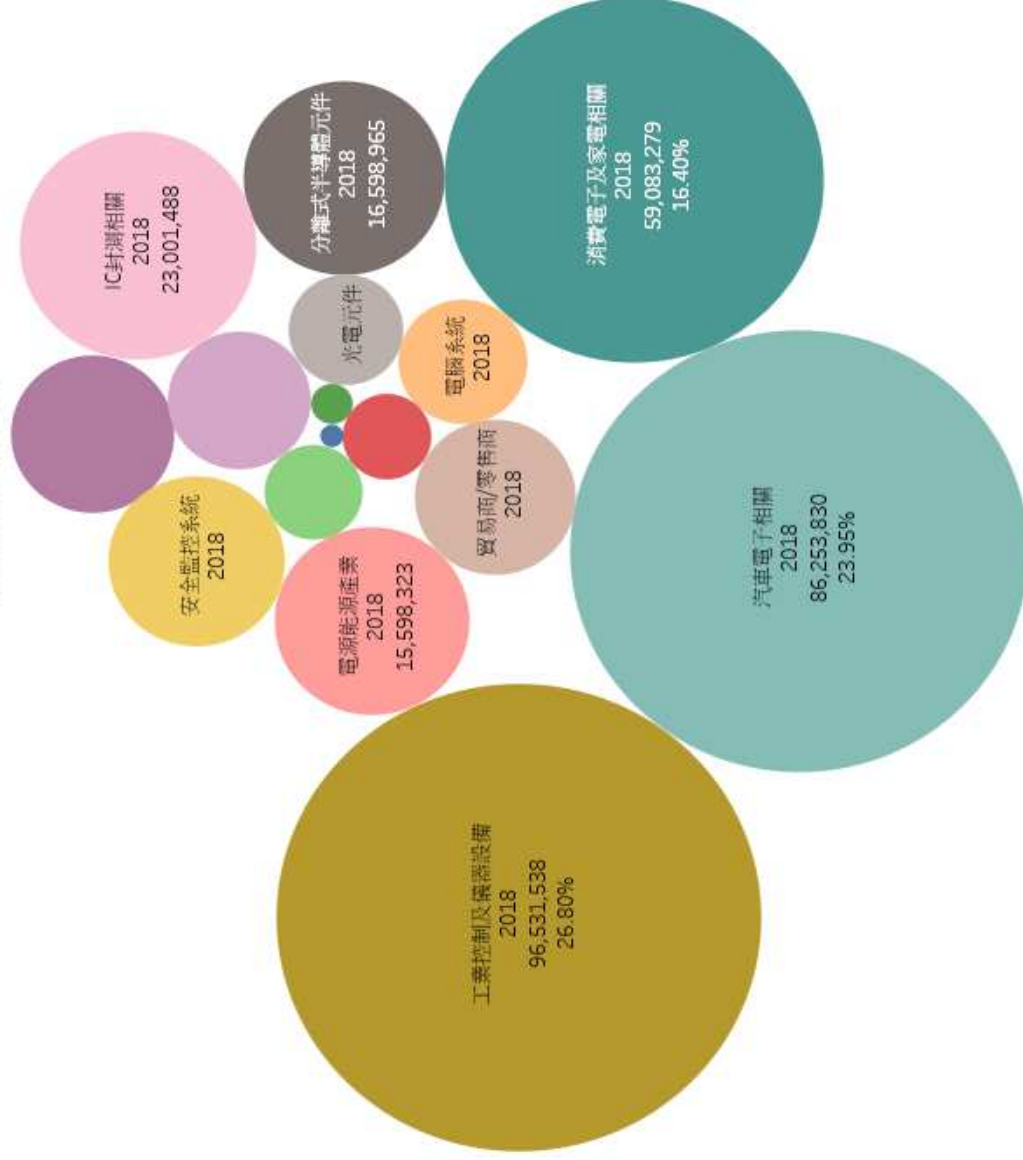 IC封測相關
2018
23,001,488
安全監控系統
2018
分離式半導體元件
2018
16,598,965
電源能源產業
2018
15,598,323
光電元件
電腦系統
2018
工業控制及儀器設備
2018
96,531,538
26.80%
貿易商/零售商
2018
消費電子及家電相關
2018
59,083,279
16.40%
汽車電子相關
2018
86,253,830
23.95%